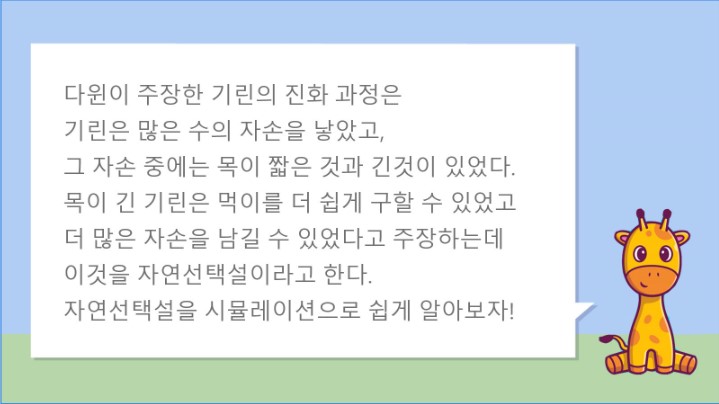 다윈이 주장한 기린의 진화 과정은
기린은 많은 수의 자손을 낳았고,
그 자손 중에는 목이 짧은 것과 긴것이 있었다.
목이 긴 기린은 먹이를 더 쉽게 구할 수 있었고
더 많은 자손을 남길 수 있었다고 주장하는데
이것을 자연선택설이라고 한다.
자연선택설을 시뮬레이션으로 쉽게 알아보자!